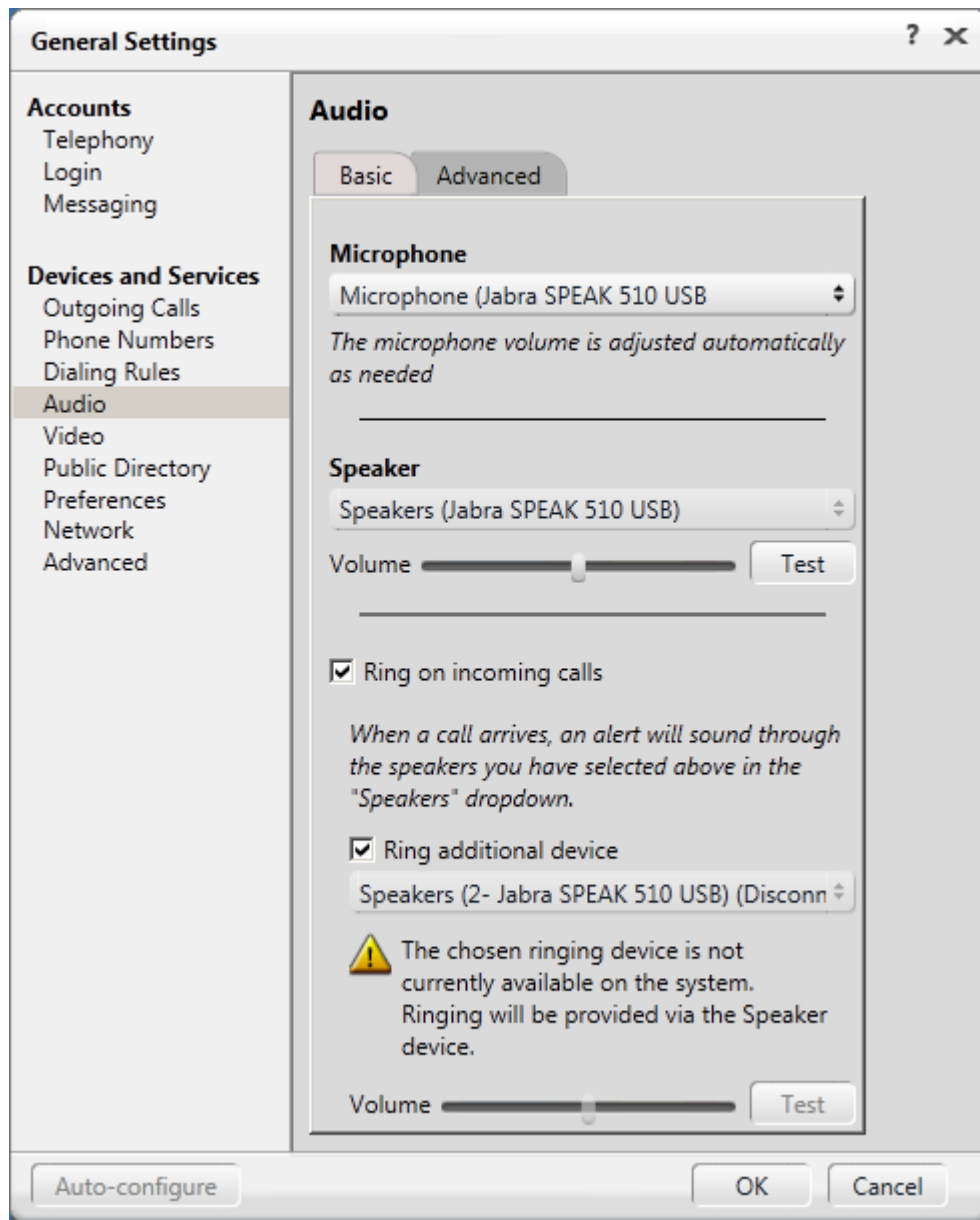 General Settings
? x
Accounts
Telephony
Login
Messaging
Devices and Services
Outgoing Calls
Phone Numbers
Dialing Rules
Audio
Video
Public Directory
Preferences
Network
Advanced
Audio
Basic Advanced
Microphone
Microphone (Jabra SPEAK 510 USB
The microphone volume is adjusted automatically
as needed
Speaker
Speakers (Jabra SPEAK 510 USB)
Volume Test
Ring on incoming calls
When a call arrives, an alert will sound through
the speakers you have selected above in the
"Speakers" dropdown.
Ring additional device
Speakers (2- Jabra SPEAK 510 USB) (Disconn
The chosen ringing device is not
currently available on the system.
Ringing will be provided via the Speaker
device.
Volume Test
Auto-configure OK Cancel